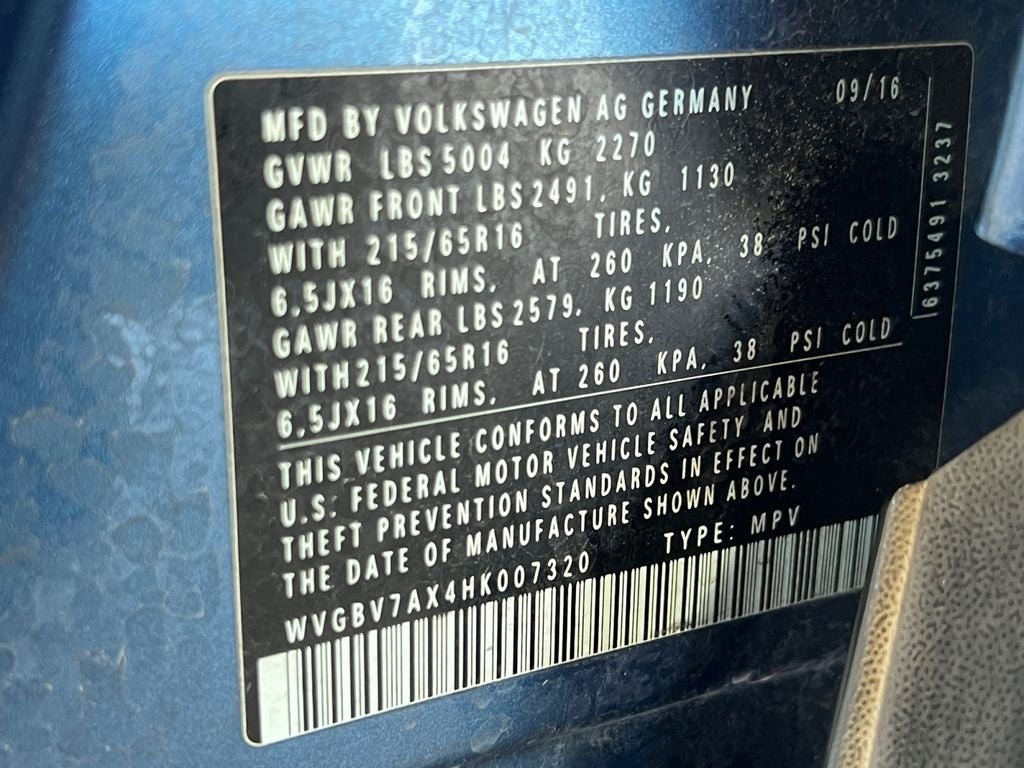 MFD BY VOLKSWAGEN AG GERMANY 09/16
GVWR LBS 5004 KG 2270
GAWR FRONT LBS 2491, KG 1130
WITH 215/65R16 TIRES,
6,5JX16 RIMS, AT 260 KPA, 38 PSI COLD
GAWR REAR LBS 2579, KG 1190
WITH 215/65R16 TIRES,
6,5JX16 RIMS, AT 260 KPA, 38 PSI COLD
THIS VEHICLE CONFORMS TO ALL APPLICABLE
U.S. FEDERAL MOTOR VEHICLE SAFETY AND
THEFT PREVENTION STANDARDS IN EFFECT ON
THE DATE OF MANUFACTURE SHOWN ABOVE.
WVGBV7AX4HK007320 TYPE: MPV
6375491 3237